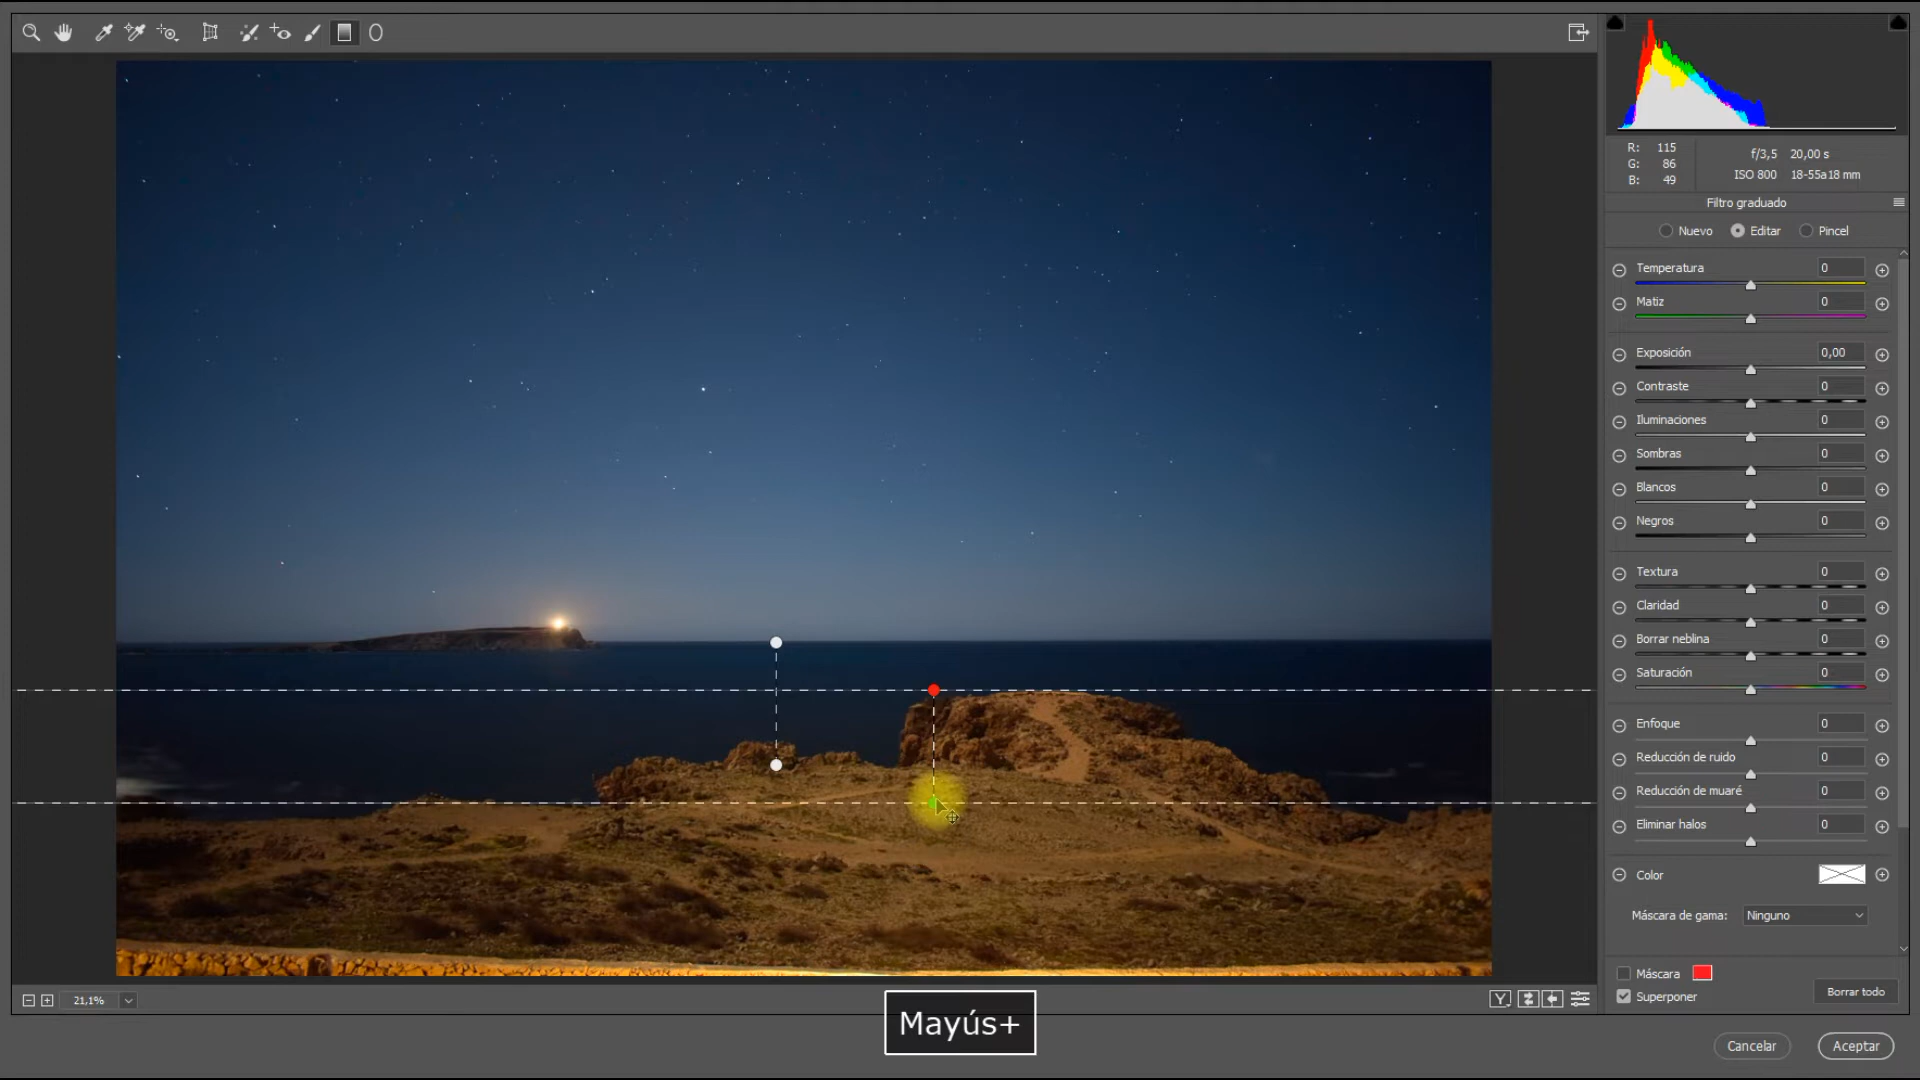 R: 115
G: 86
B: 49
f/3,5 20,00 s
ISO 800 18-55a18 mm
Filtro graduado
Nuevo Editar Pincel
Temperatura 0
Matiz 0
Exposición 0,00
Contraste 0
Iluminaciones 0
Sombras 0
Blancos 0
Negros 0
Textura 0
Claridad 0
Borrar neblina 0
Saturación 0
Enfoque 0
Reducción de ruido 0
Reducción de muaré 0
Eliminar halos 0
Color
Máscara de gama: Ninguno
Máscara
Superponer
Borrar todo
21,1%
Y
Mayús+
Cancelar Aceptar